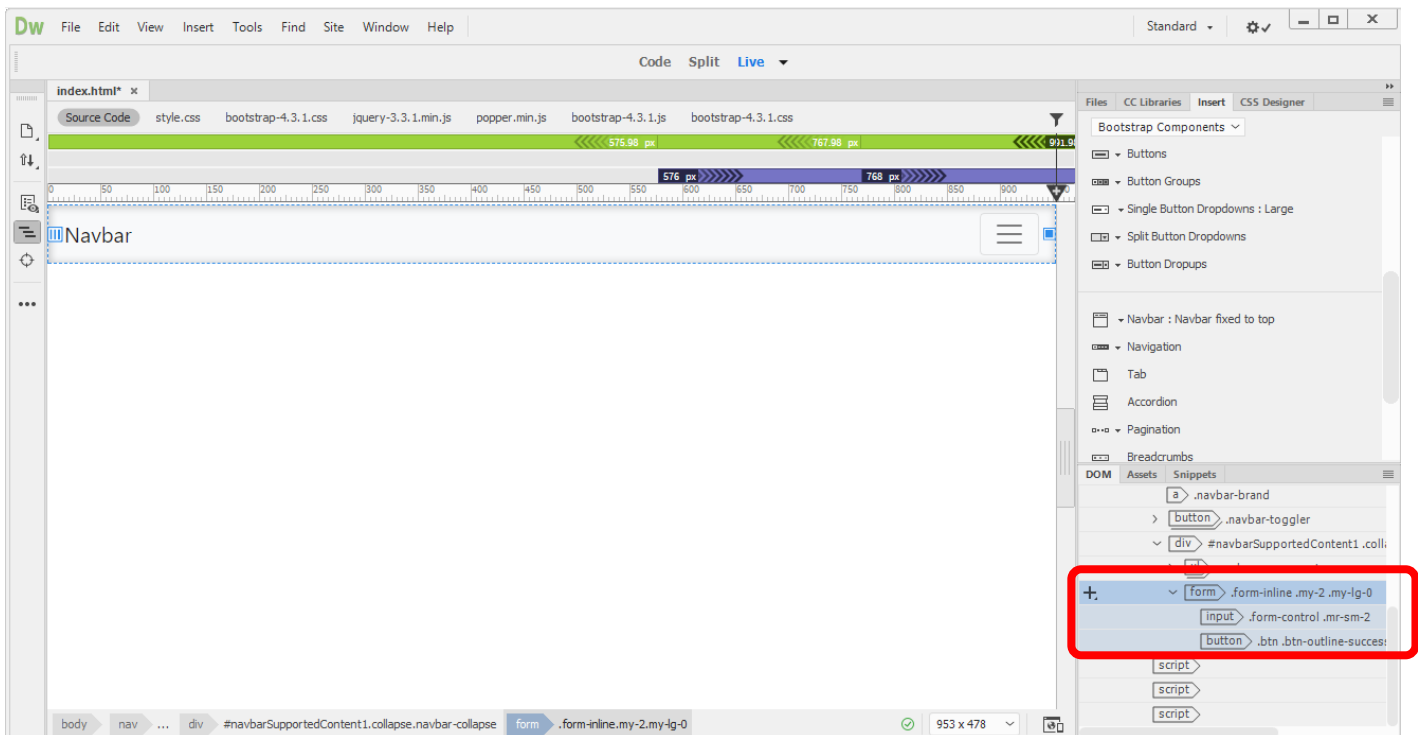 Dw File Edit View Insert Tools Find Site Window Help Standard
Code Split Live
index.html*
Source Code style.css bootstrap-4.3.1.css jquery-3.3.1.min.js popper.min.js bootstrap-4.3.1.js bootstrap-4.3.1.css
575.98 px 767.98 px 991.98
576 px 768 px
0 50 100 150 200 250 300 350 400 450 500 550 600 650 700 750 800 850 900
Navbar
Files CC Libraries Insert CSS Designer
Bootstrap Components
Buttons
Button Groups
Single Button Dropdowns : Large
Split Button Dropdowns
Button Dropups
Navbar : Navbar fixed to top
Navigation
Tab
Accordion
Pagination
Breadcrumbs
DOM Assets Snippets
a .navbar-brand
button .navbar-toggler
div #navbarSupportedContent1 .colla
form .form-inline .my-2 .my-lg-0
input .form-control .mr-sm-2
button .btn .btn-outline-success
script
script
script
body nav ... div #navbarSupportedContent1.collapse.navbar-collapse form .form-inline.my-2.my-lg-0 953 x 478